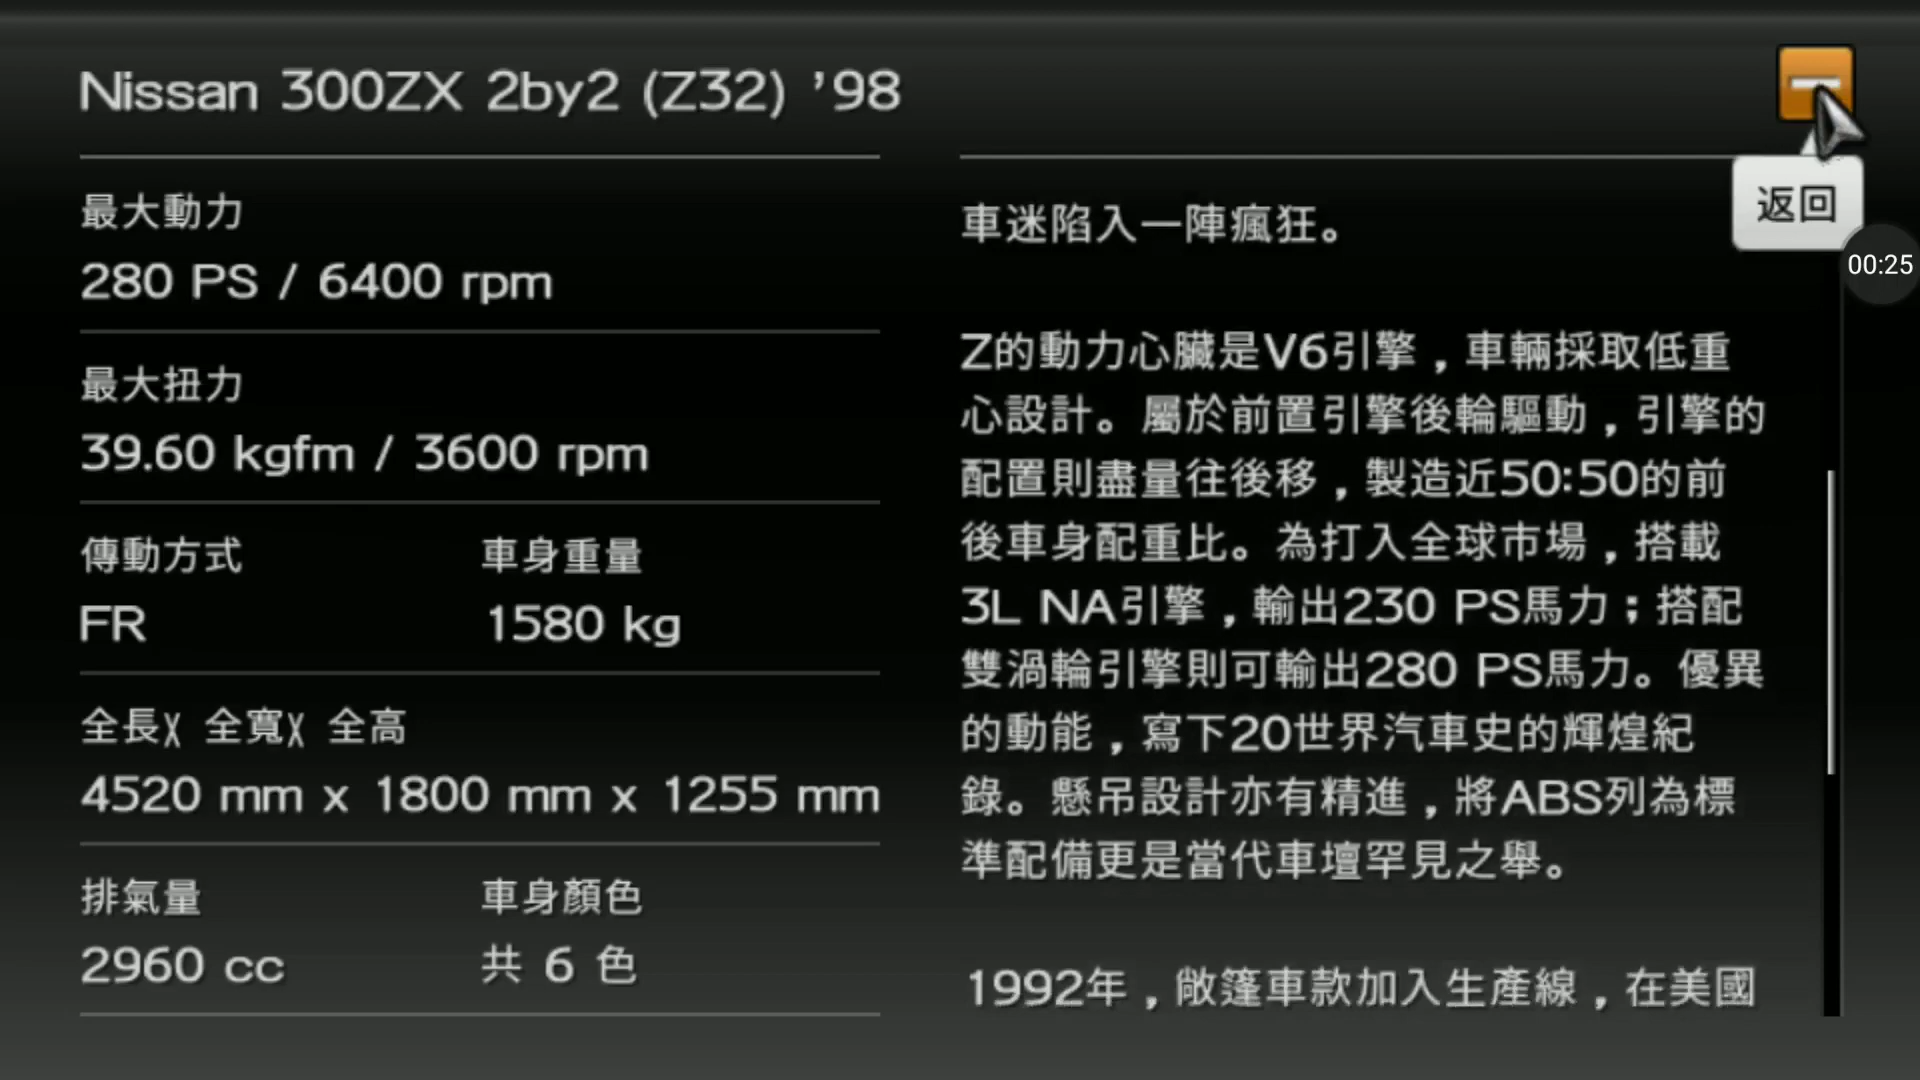 Nissan 300ZX 2by2 (Z32) ’98
返回
00:25
最大動力
280 PS / 6400 rpm
最大扭力
39.60 kgfm / 3600 rpm
傳動方式 車身重量
FR 1580 kg
全長╳ 全寬╳ 全高
4520 mm x 1800 mm x 1255 mm
排氣量 車身顏色
2960 cc 共 6 色
車迷陷入一陣瘋狂。
Z的動力心臟是V6引擎，車輛採取低重
心設計。屬於前置引擎後輪驅動，引擎的
配置則盡量往後移，製造近50:50的前
後車身配重比。為打入全球市場，搭載
3L NA引擎，輸出230 PS馬力；搭配
雙渦輪引擎則可輸出280 PS馬力。優異
的動能，寫下20世界汽車史的輝煌紀
錄。懸吊設計亦有精進，將ABS列為標
準配備更是當代車壇罕見之舉。
1992年，敞篷車款加入生產線，在美國